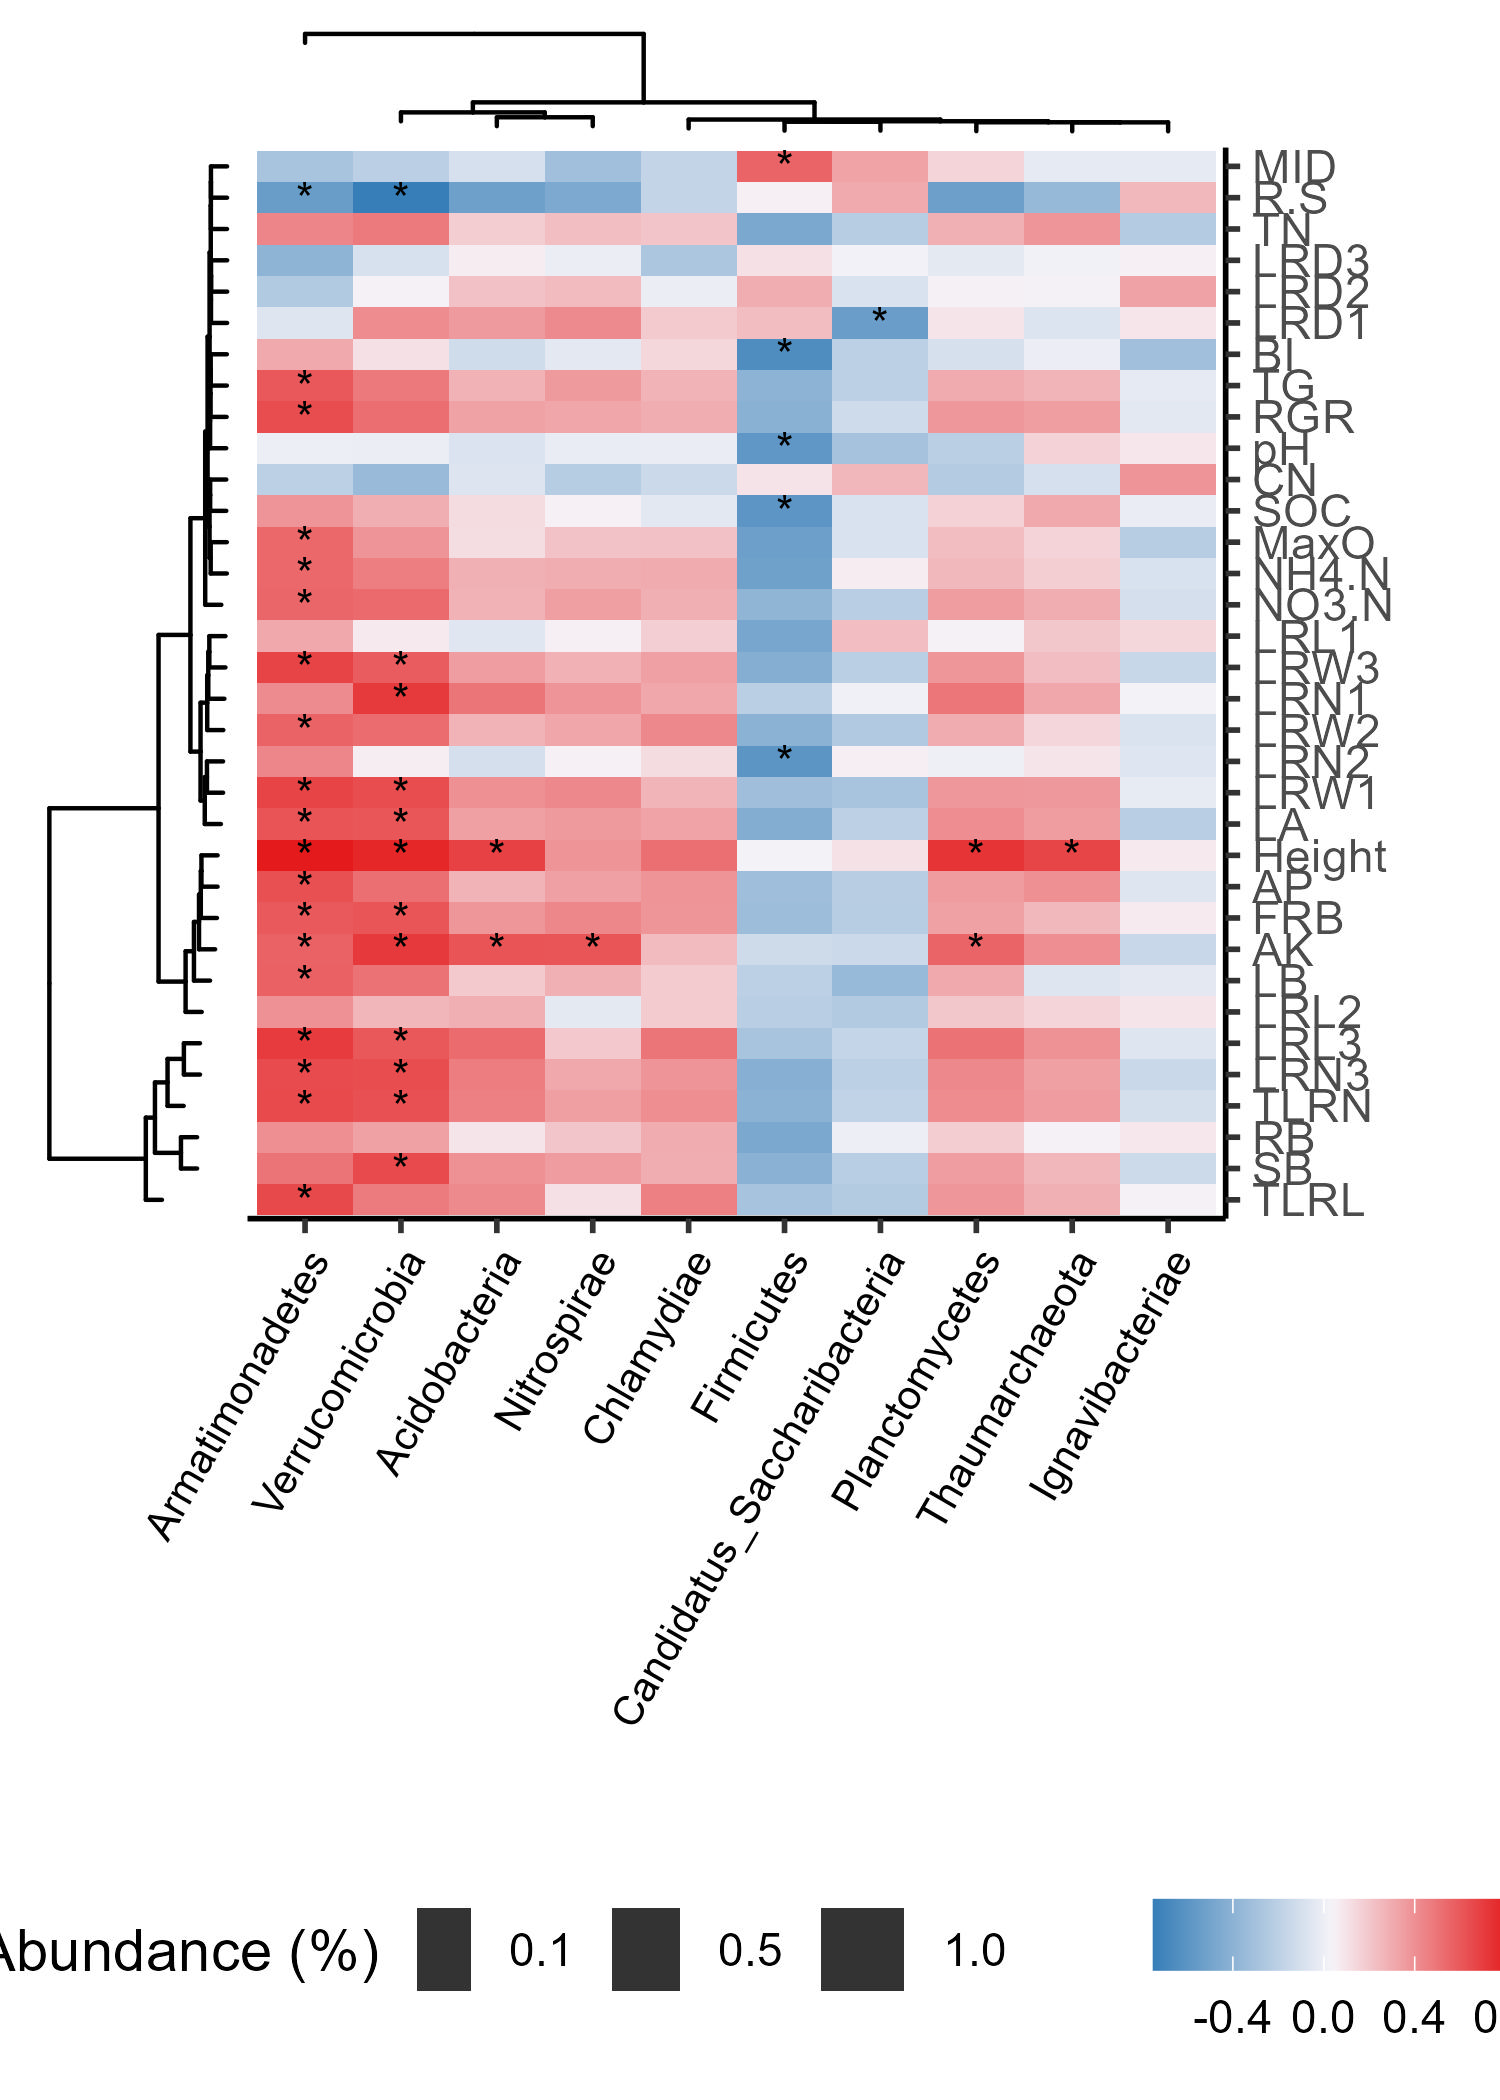 MID
R.S
TN
LRD3
LRD2
LRD1
BI
TG
RGR
pH
CN
SOC
MaxO
NH4.N
NO3.N
LRL1
LRW3
LRN1
LRW2
LRN2
LRW1
LA
Height
AP
FRB
AK
LB
LRL2
LRL3
LRN3
TLRN
RB
SB
TLRL
Armatimonadetes
Verrucomicrobia
Acidobacteria
Nitrospirae
Chlamydiae
Firmicutes
Candidatus_Saccharibacteria
Planctomycetes
Thaumarchaeota
Ignavibacteriae
Abundance (%) 0.1 0.5 1.0
-0.4 0.0 0.4